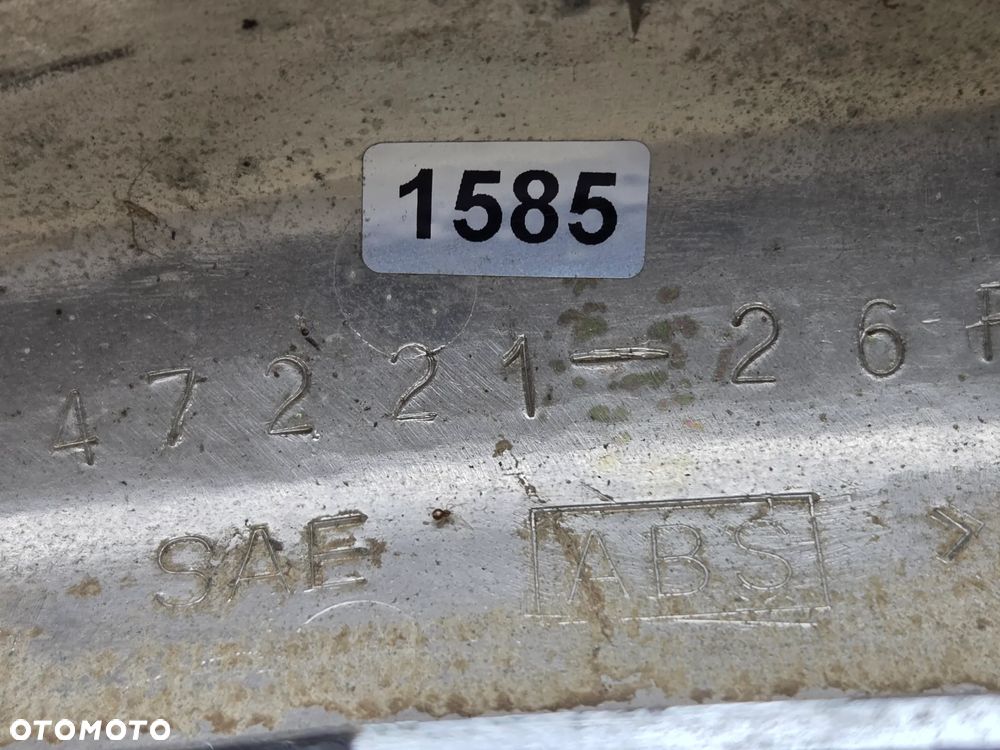 1585
47221-26
SAE ABS >
OTOMOTO